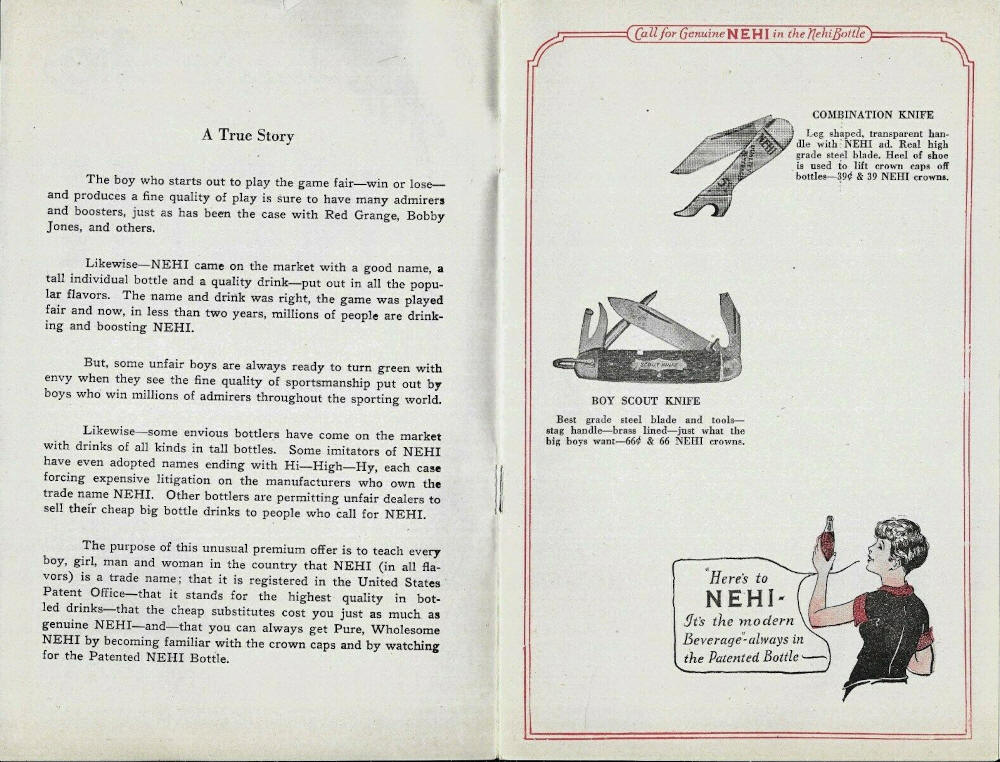 A True Story
The boy who starts out to play the game fair—win or lose—
and produces a fine quality of play is sure to have many admirers
and boosters, just as has been the case with Red Grange, Bobby
Jones, and others.
Likewise—NEHI came on the market with a good name, a
tall individual bottle and a quality drink—put out in all the popu-
lar flavors. The name and drink was right, the game was played
fair and now, in less than two years, millions of people are drink-
ing and boosting NEHI.
But, some unfair boys are always ready to turn green with
envy when they see the fine quality of sportsmanship put out by
boys who win millions of admirers throughout the sporting world.
Likewise—some envious bottlers have come on the market
with drinks of all kinds in tall bottles. Some imitators of NEHI
have even adopted names ending with Hi—High—Hy, each case
forcing expensive litigation on the manufacturers who own the
trade name NEHI. Other bottlers are permitting unfair dealers to
sell their cheap big bottle drinks to people who call for NEHI.
The purpose of this unusual premium offer is to teach every
boy, girl, man and woman in the country that NEHI (in all fla-
vors) is a trade name; that it is registered in the United States
Patent Office—that it stands for the highest quality in bot-
led drinks—that the cheap substitutes cost you just as much as
genuine NEHI—and—that you can always get Pure, Wholesome
NEHI by becoming familiar with the crown caps and by watching
for the Patented NEHI Bottle.
Call for Genuine NEHI in the Nehi Bottle
COMBINATION KNIFE
Leg shaped, transparent han-
dle with NEHI ad. Real high
grade steel blade. Heel of shoe
is used to lift crown caps off
bottles—39¢ & 39 NEHI crowns.
NEHI
5
SCOUT KNIFE
BOY SCOUT KNIFE
Best grade steel blade and tools—
stag handle—brass lined—just what the
big boys want—66¢ & 66 NEHI crowns.
"Here's to
NEHI-
It's the modern
Beverage"-always in
the Patented Bottle